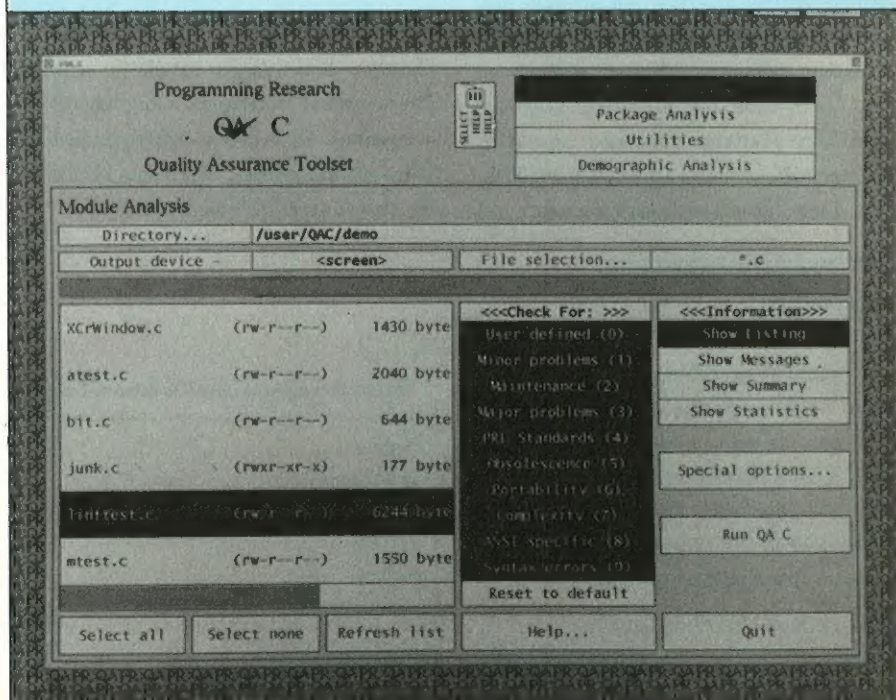 Programming Research
QA C
Quality Assurance Toolset
SELECT
HELP
HELP
Package Analysis
Utilities
Demographic Analysis
Module Analysis
Directory... /user/QAC/demo
Output device - <screen> File selection... *.c
XCrWindow.c (rw-r--r--) 1430 byte
atest.c (rw-r--r--) 2040 byte
bit.c (rw-r--r--) 644 byte
junk.c (rwxr-xr-x) 177 byte
6244 byte
mtest.c (rw-r--r--) 1550 byte
<<<Check For: >>>
User defined (0)
Minor problems (1)
Maintenance (2)
Major problems (3)
PRL Standards (4)
Obsolescence (5)
Portability (6)
Complexity (7)
ANSI specific (8)
Syntax errors (9)
Reset to default
<<<Information>>>
Show Listing
Show Messages
Show Summary
Show Statistics
Special options...
Run QA C
Select all Select none Refresh list Help... Quit